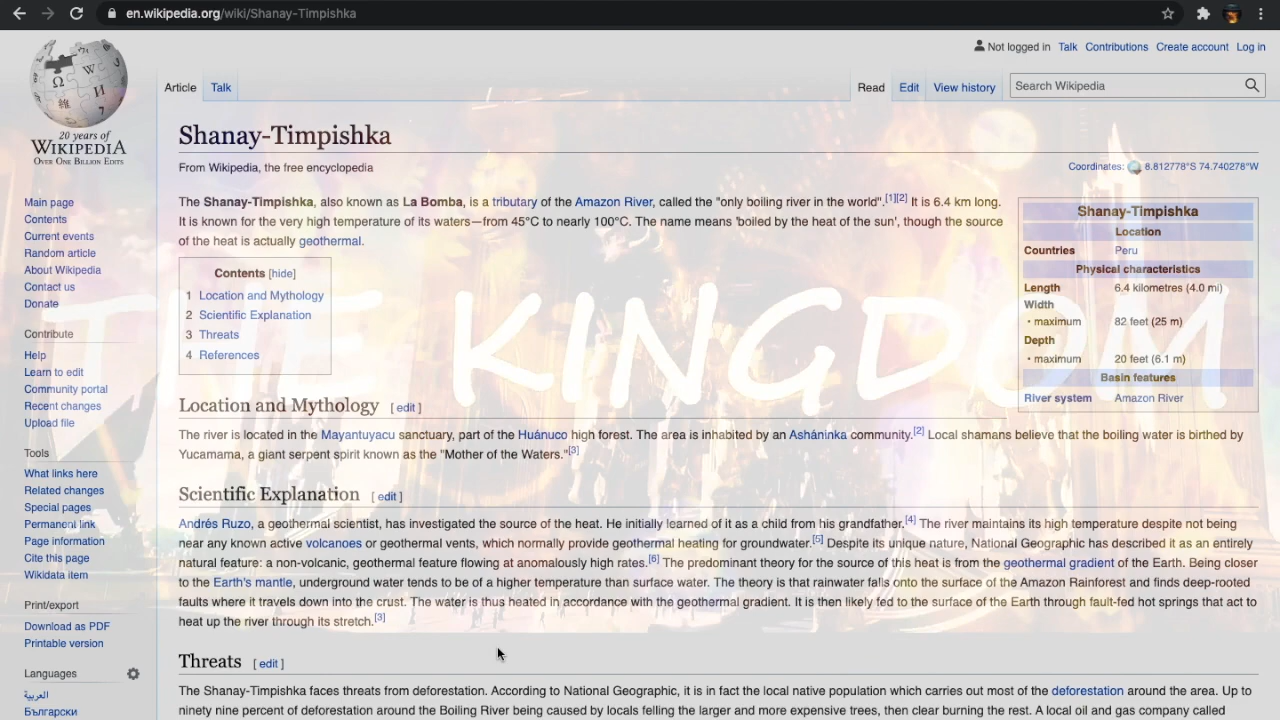 en.wikipedia.org/wiki/Shanay-Timpishka
Not logged in Talk Contributions Create account Log in
Article Talk Read Edit View history Search Wikipedia
20 years of
WIKIPEDIA
OVER ONE BILLION EDITS
Shanay-Timpishka
From Wikipedia, the free encyclopedia
Coordinates: 8.812778°S 74.740278°W
The Shanay-Timpishka, also known as La Bomba, is a tributary of the Amazon River, called the "only boiling river in the world".[1][2] It is 6.4 km long.
It is known for the very high temperature of its waters—from 45°C to nearly 100°C. The name means 'boiled by the heat of the sun', though the source
of the heat is actually geothermal.
Shanay-Timpishka
Location
Countries Peru
Physical characteristics
Length 6.4 kilometres (4.0 mi)
Width
• maximum 82 feet (25 m)
Depth
• maximum 20 feet (6.1 m)
Basin features
River system Amazon River
Contents [hide]
1 Location and Mythology
2 Scientific Explanation
3 Threats
4 References
THE KINGDOM
Location and Mythology [ edit ]
The river is located in the Mayantuyacu sanctuary, part of the Huánuco high forest. The area is inhabited by an Asháninka community.[2] Local shamans believe that the boiling water is birthed by
Yucamama, a giant serpent spirit known as the "Mother of the Waters."[3]
Scientific Explanation [ edit ]
Andrés Ruzo, a geothermal scientist, has investigated the source of the heat. He initially learned of it as a child from his grandfather.[4] The river maintains its high temperature despite not being
near any known active volcanoes or geothermal vents, which normally provide geothermal heating for groundwater.[5] Despite its unique nature, National Geographic has described it as an entirely
natural feature: a non-volcanic, geothermal feature flowing at anomalously high rates.[6] The predominant theory for the source of this heat is from the geothermal gradient of the Earth. Being closer
to the Earth's mantle, underground water tends to be of a higher temperature than surface water. The theory is that rainwater falls onto the surface of the Amazon Rainforest and finds deep-rooted
faults where it travels down into the crust. The water is thus heated in accordance with the geothermal gradient. It is then likely fed to the surface of the Earth through fault-fed hot springs that act to
heat up the river through its stretch.[3]
Threats [ edit ]
The Shanay-Timpishka faces threats from deforestation. According to National Geographic, it is in fact the local native population which carries out most of the deforestation around the area. Up to
ninety nine percent of deforestation around the Boiling River being caused by locals felling the larger and more expensive trees, then clear burning the rest. A local oil and gas company called
Main page
Contents
Current events
Random article
About Wikipedia
Contact us
Donate
Contribute
Help
Learn to edit
Community portal
Recent changes
Upload file
Tools
What links here
Related changes
Special pages
Permanent link
Page information
Cite this page
Wikidata item
Print/export
Download as PDF
Printable version
Languages
العربية
Български